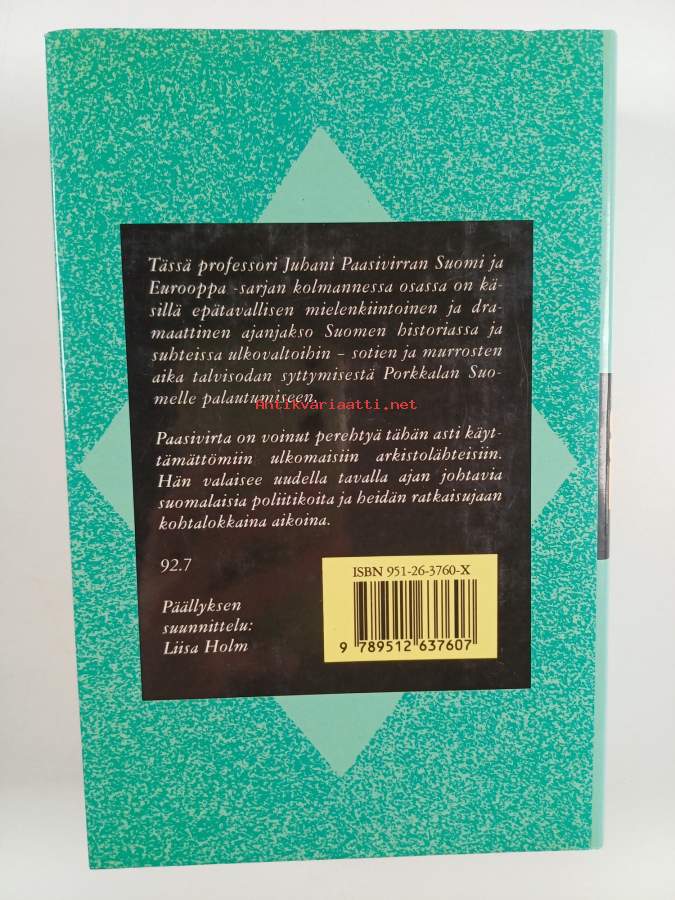 Tässä professori Juhani Paasivirran Suomi ja
Eurooppa -sarjan kolmannessa osassa on kä-
sillä epätavallisen mielenkiintoinen ja dra-
maattinen ajanjakso Suomen historiassa ja
suhteissa ulkovaltoihin – sotien ja murrosten
aika talvisodan syttymisestä Porkkalan Suo-
melle palautumiseen.
Antikvariaatti.net
Paasivirta on voinut perehtyä tähän asti käyt-
tämättömiin ulkomaisiin arkistolähteisiin.
Hän valaisee uudella tavalla ajan johtavia
suomalaisia poliitikoita ja heidän ratkaisujaan
kohtalokkaina aikoina.
92.7
Päällyksen
suunnittelu:
Liisa Holm
ISBN 951-26-3760-X
9 789512 637607